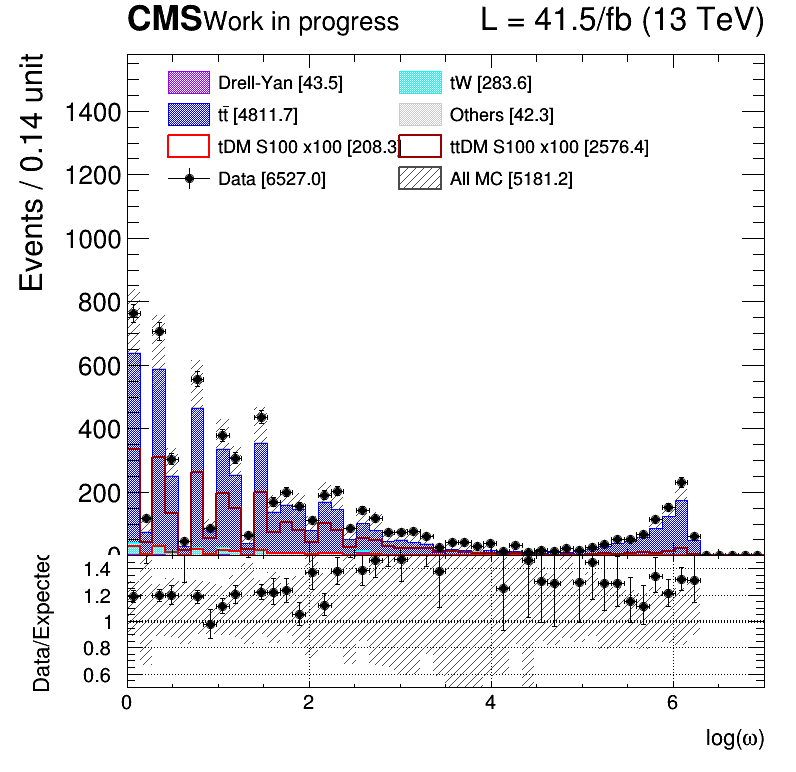 CMS Work in progress L = 41.5/fb (13 TeV)
Events / 0.14 unit
Drell-Yan [43.5] tW [283.6]
tt̄ [4811.7] Others [42.3]
tDM S100 x100 [208.3] ttDM S100 x100 [2576.4]
Data [6527.0] All MC [5181.2]
1400
1200
1000
800
600
400
200
0
Data/Expected
1.4
1.2
1
0.8
0.6
0 2 4 6
log(ω)